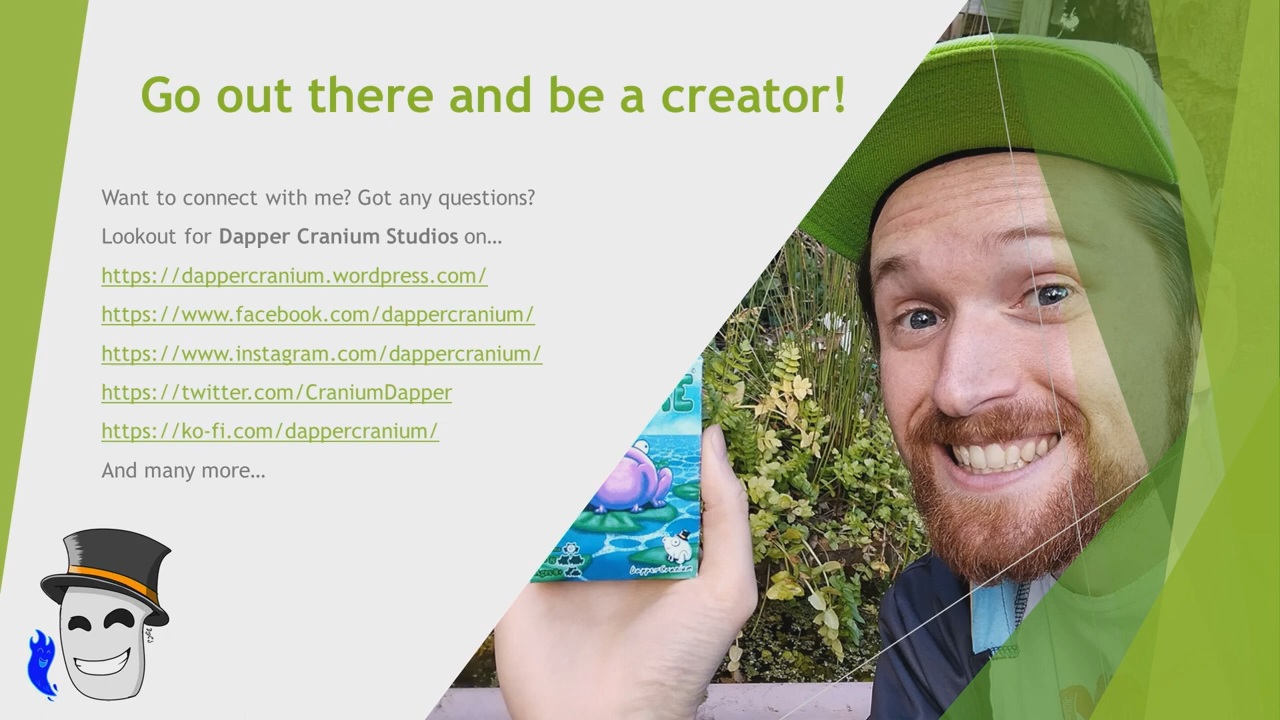 Go out there and be a creator!
Want to connect with me? Got any questions?
Lookout for Dapper Cranium Studios on…
https://dappercranium.wordpress.com/
https://www.facebook.com/dappercranium/
https://www.instagram.com/dappercranium/
https://twitter.com/CraniumDapper
https://ko-fi.com/dappercranium/
And many more…
DapperCranium